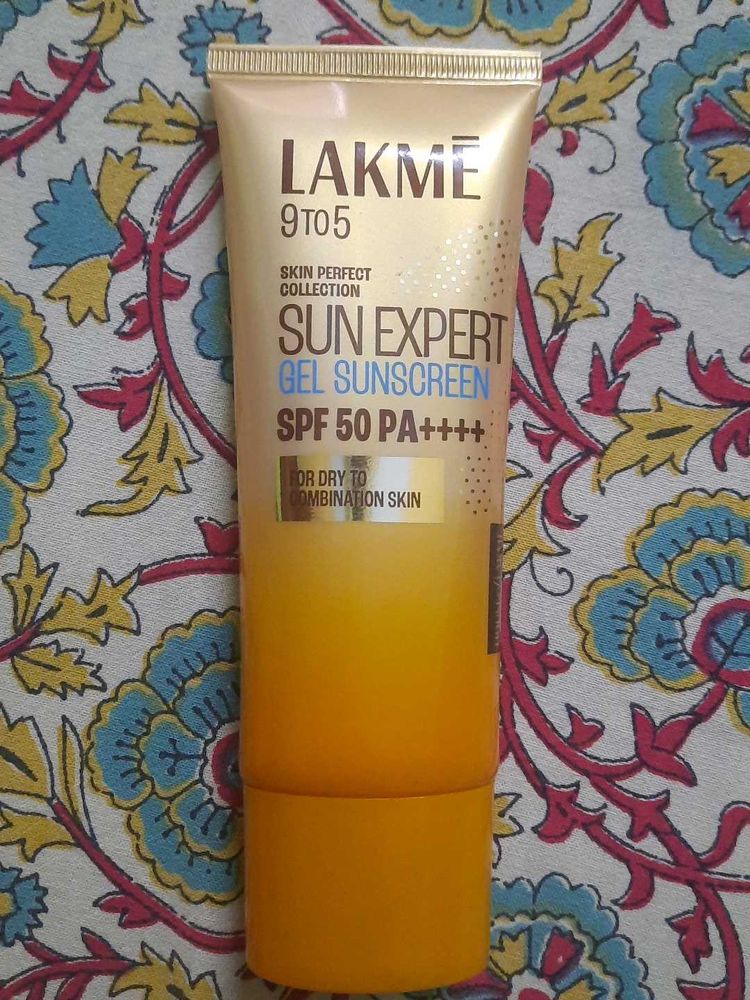 LAKMĒ
9TO5
SKIN PERFECT
COLLECTION
SUN EXPERT
GEL SUNSCREEN
SPF 50 PA++++
FOR DRY TO
COMBINATION SKIN